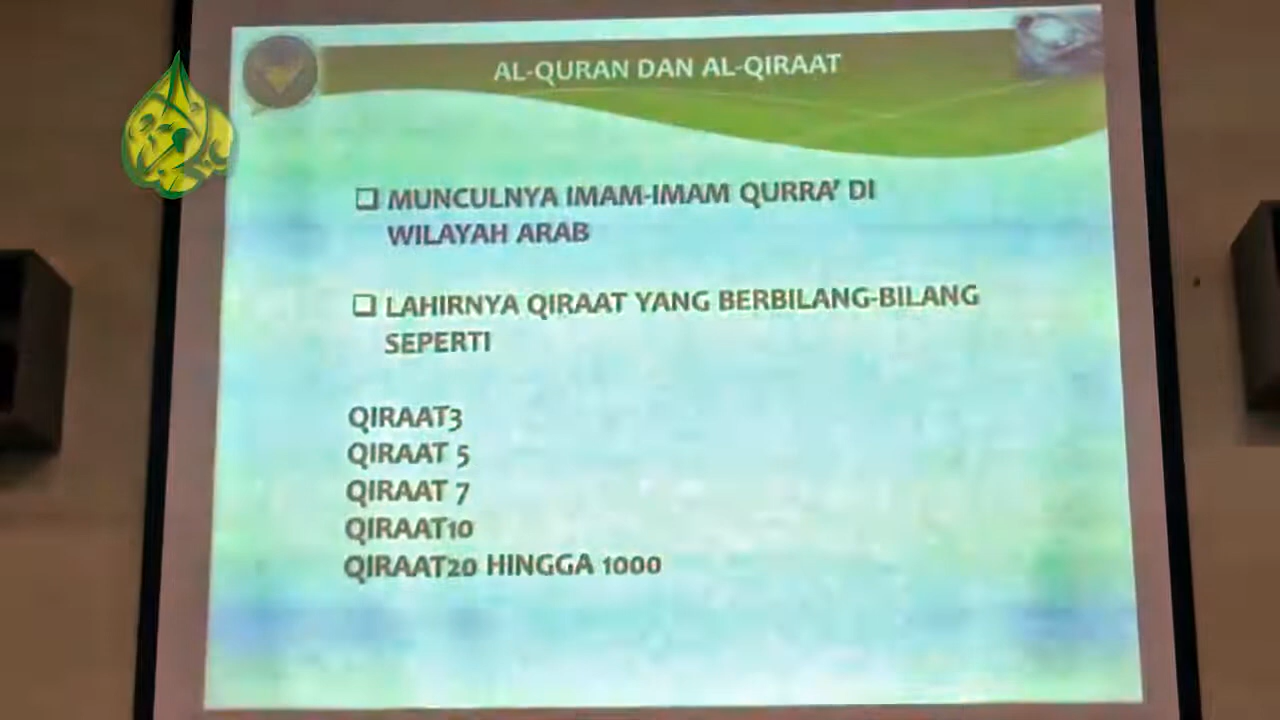 AL-QURAN DAN AL-QIRAAT
❑ MUNCULNYA IMAM-IMAM QURRA’ DI
WILAYAH ARAB
❑ LAHIRNYA QIRAAT YANG BERBILANG-BILANG
SEPERTI
QIRAAT3
QIRAAT 5
QIRAAT 7
QIRAAT10
QIRAAT20 HINGGA 1000